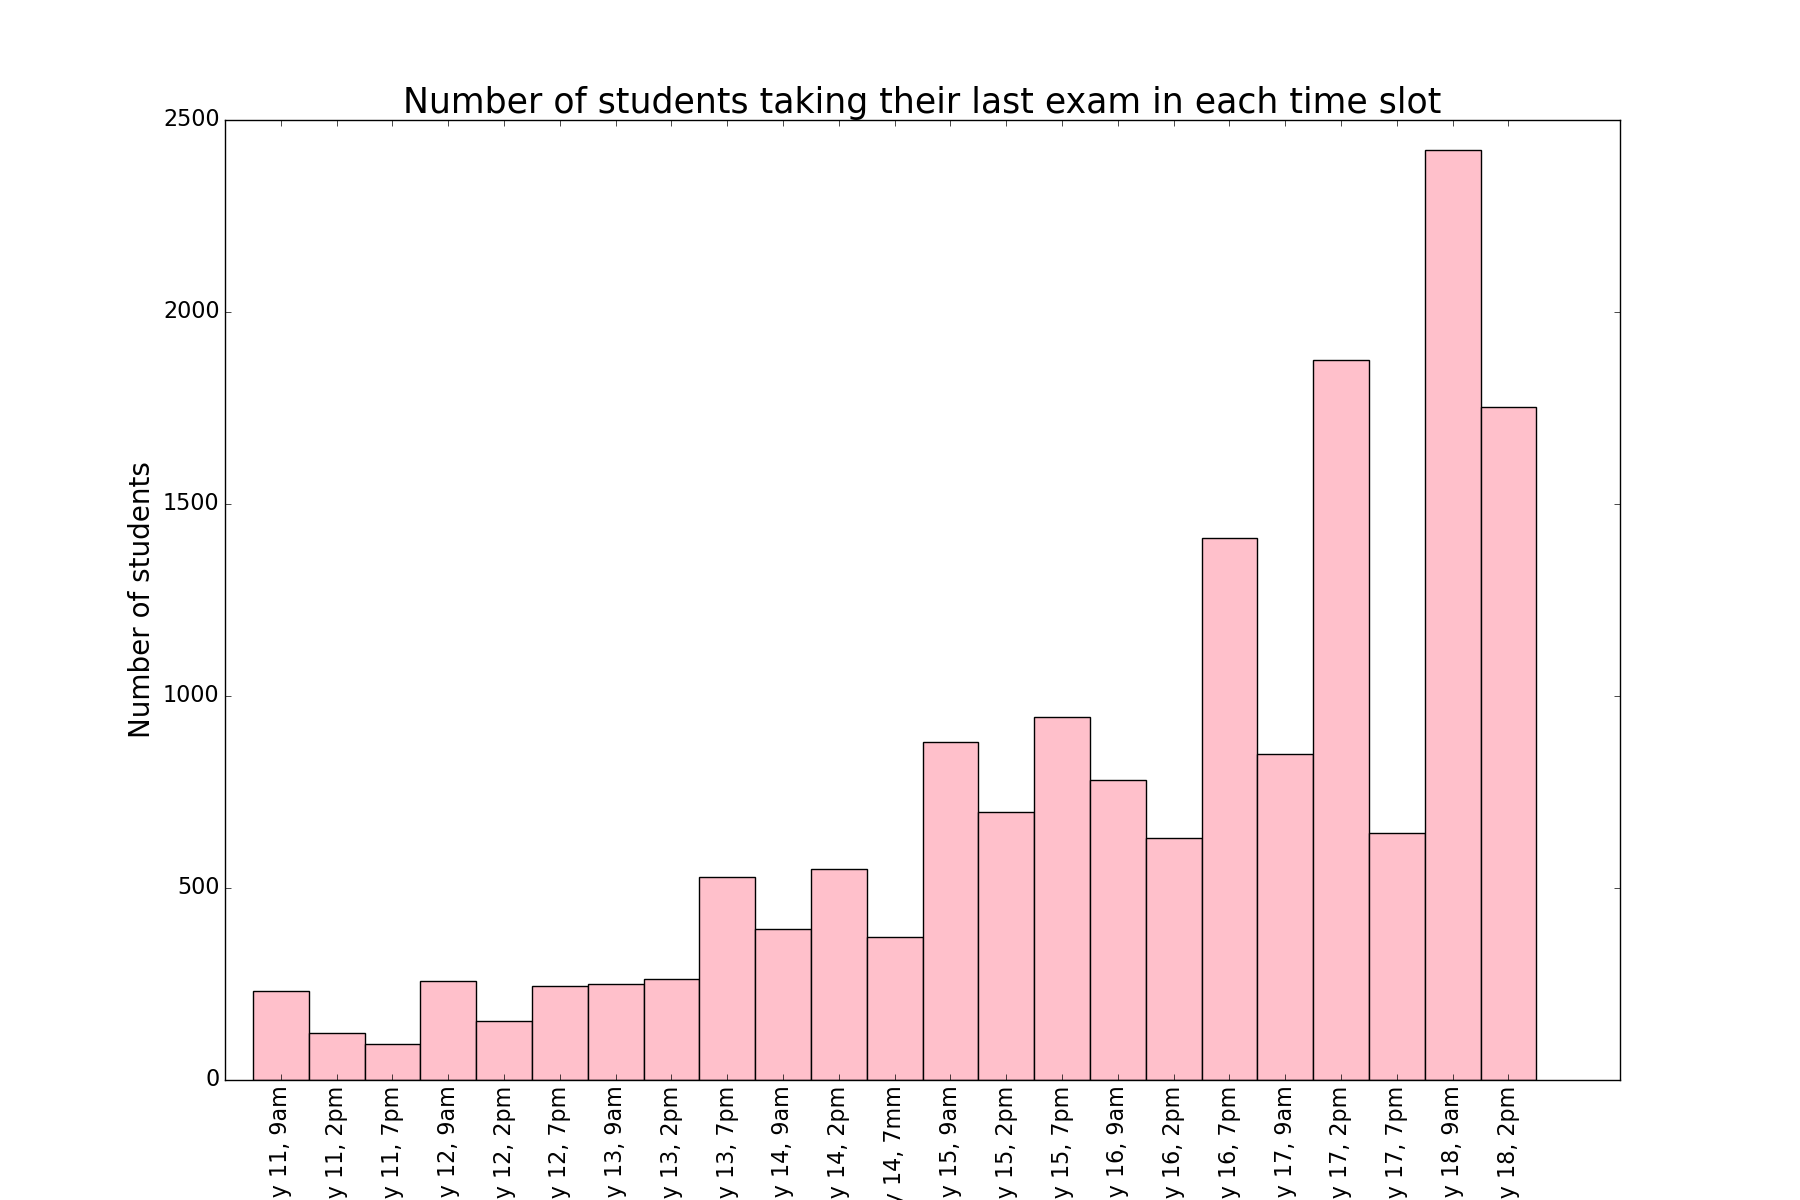 Number of students taking their last exam in each time slot
Number of students
2500
2000
1500
1000
500
0
y 11, 9am
y 11, 2pm
y 11, 7pm
y 12, 9am
y 12, 2pm
y 12, 7pm
y 13, 9am
y 13, 2pm
y 13, 7pm
y 14, 9am
y 14, 2pm
y 14, 7mm
y 15, 9am
y 15, 2pm
y 15, 7pm
y 16, 9am
y 16, 2pm
y 16, 7pm
y 17, 9am
y 17, 2pm
y 17, 7pm
y 18, 9am
y 18, 2pm